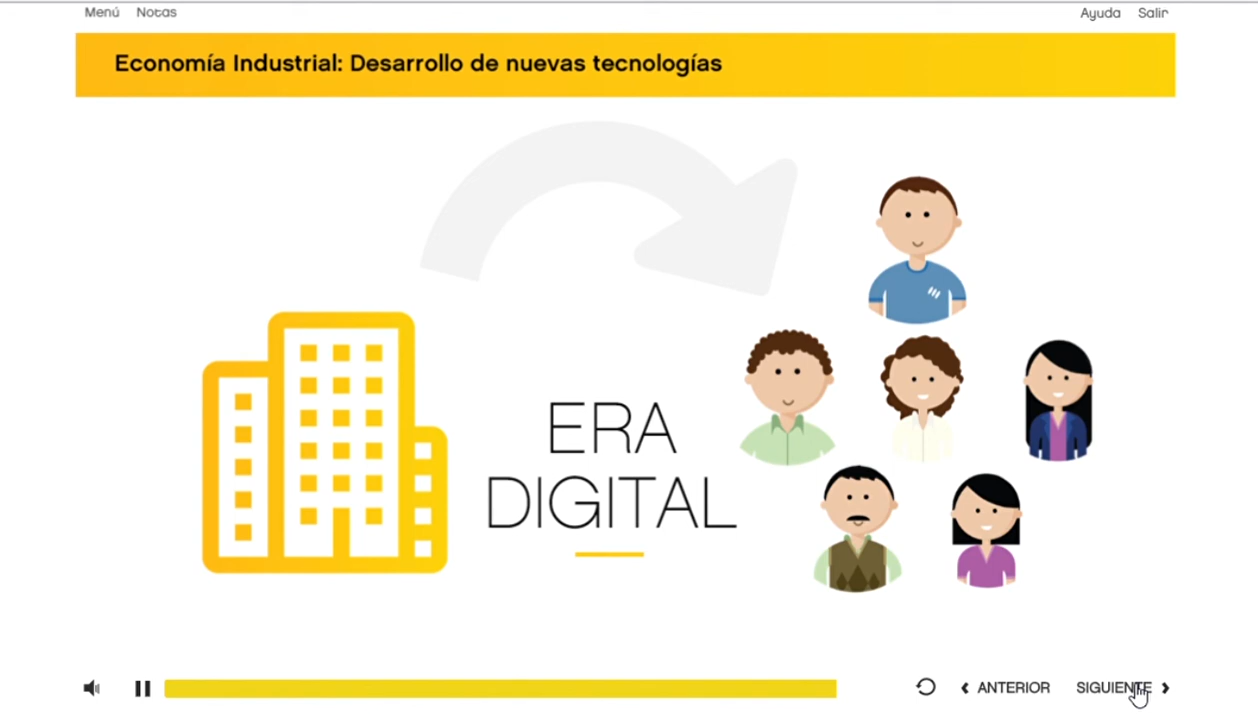 Menú Notas Ayuda Salir
Economía Industrial: Desarrollo de nuevas tecnologías
ERA
DIGITAL
ANTERIOR SIGUIENTE